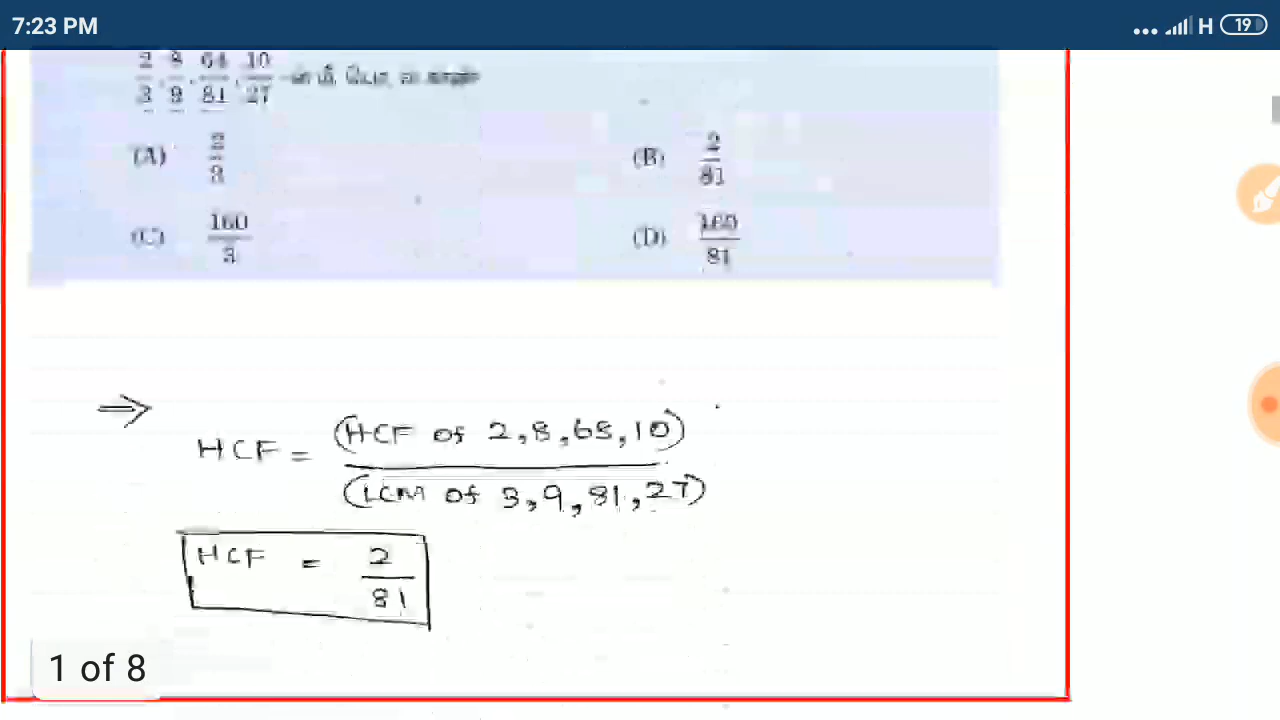 7:23 PM
H 19
2/3, 8/9, 64/81, 10/27
(A) 2/3
(B) 2/81
(C) 160/3
(D) 160/81
⇒
HCF = (HCF of 2,8,68,10) / (LCM of 3,9,81,27)
HCF = 2/81
1 of 8